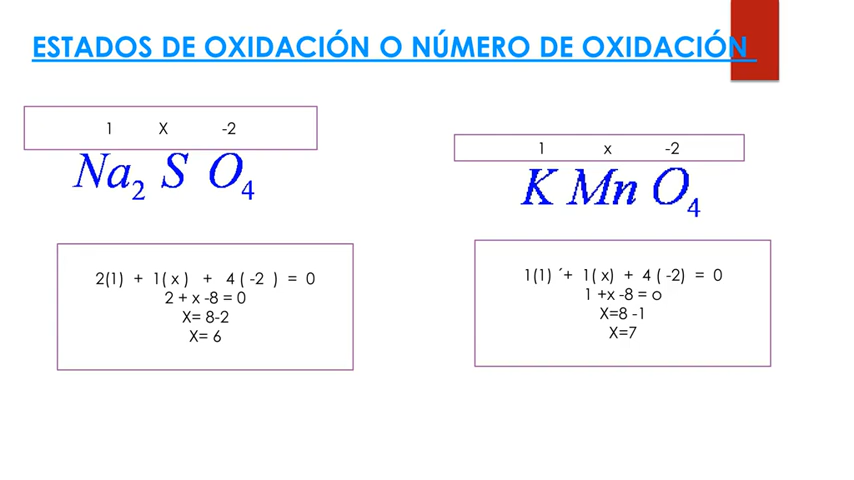 ESTADOS DE OXIDACIÓN O NÚMERO DE OXIDACIÓN
1 X -2
Na₂ S O₄
2(1) + 1( x ) + 4 ( -2 ) = 0
2 + x -8 = 0
X= 8-2
X= 6
1 x -2
K Mn O₄
1(1) ´+ 1( x) + 4 ( -2) = 0
1 +x -8 = o
X=8 -1
X=7